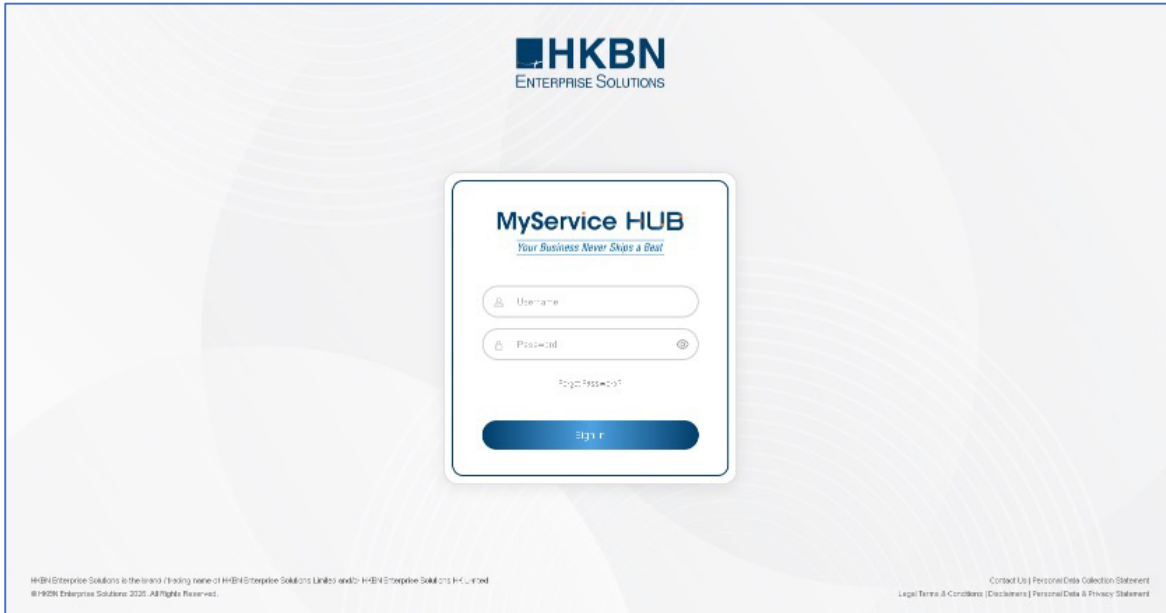 HKBN
ENTERPRISE SOLUTIONS
MyService HUB
Your Business Never Skips a Beat
Username
Password
Forgot Password?
Sign In
HKBN Enterprise Solutions is the brand / trading name of HKBN Enterprise Solutions Limited and/or HKBN Enterprise Solutions HK Limited
Contact Us | Personal Data Collection Statement
© HKBN Enterprise Solutions 2025. All Rights Reserved.
Legal Terms & Conditions | Disclaimers | Personal Data & Privacy Statement